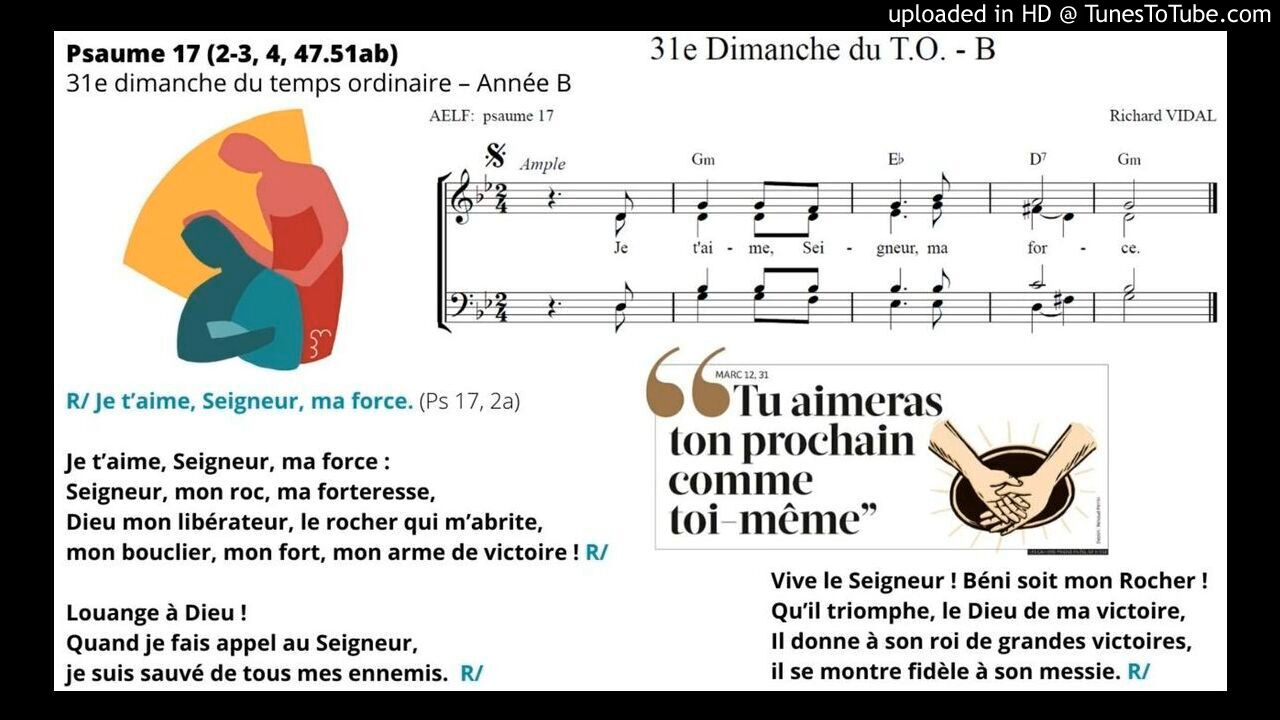 uploaded in HD @ TunesToTube.com
Psaume 17 (2-3, 4, 47.51ab)
31e dimanche du temps ordinaire – Année B
31e Dimanche du T.O. - B
AELF: psaume 17
Richard VIDAL
Ample
Gm E♭ D7 Gm
2 4
Je t'ai - me, Sei - gneur, ma for - ce.
2 4
R/ Je t’aime, Seigneur, ma force. (Ps 17, 2a)
Je t’aime, Seigneur, ma force :
Seigneur, mon roc, ma forteresse,
Dieu mon libérateur, le rocher qui m’abrite,
mon bouclier, mon fort, mon arme de victoire ! R/
Louange à Dieu !
Quand je fais appel au Seigneur,
je suis sauvé de tous mes ennemis. R/
MARC 12, 31
“Tu aimeras
ton prochain
comme
toi-même”
Vive le Seigneur ! Béni soit mon Rocher !
Qu’il triomphe, le Dieu de ma victoire,
Il donne à son roi de grandes victoires,
il se montre fidèle à son messie. R/